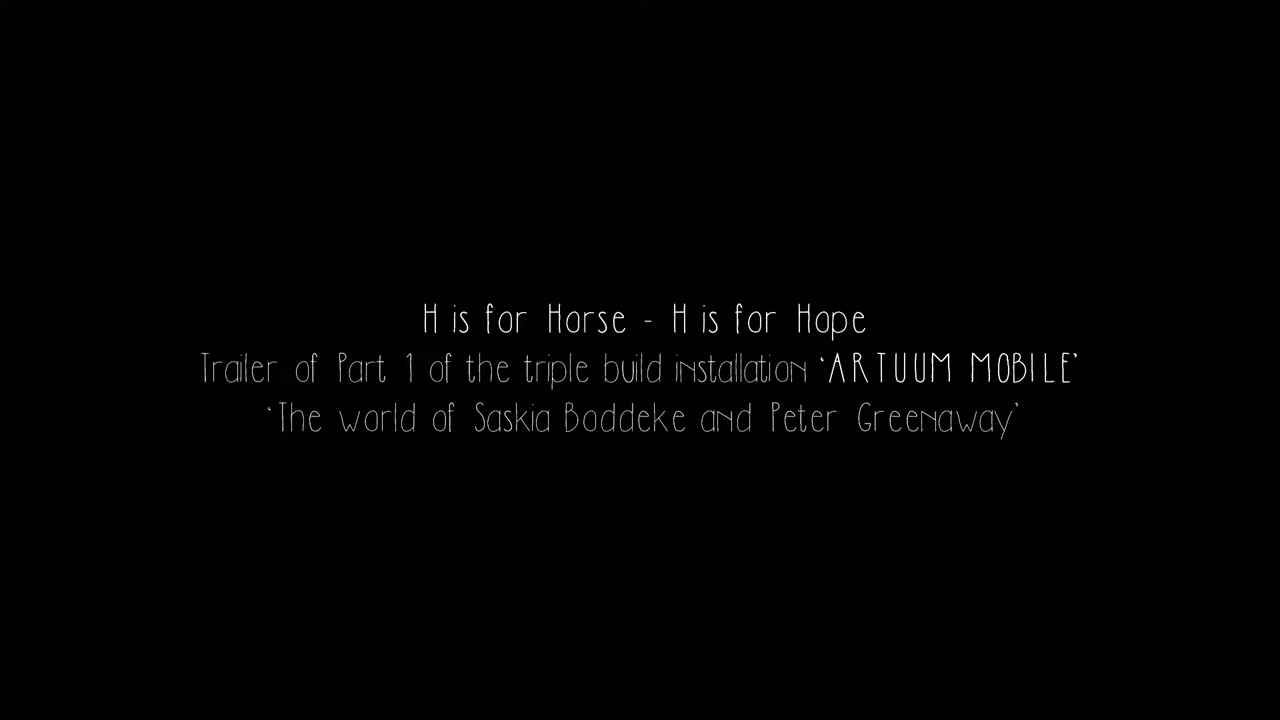 H is for Horse - H is for Hope
Trailer of Part 1 of the triple build installation ‘ARTUUM MOBILE’
‘The world of Saskia Boddeke and Peter Greenaway’